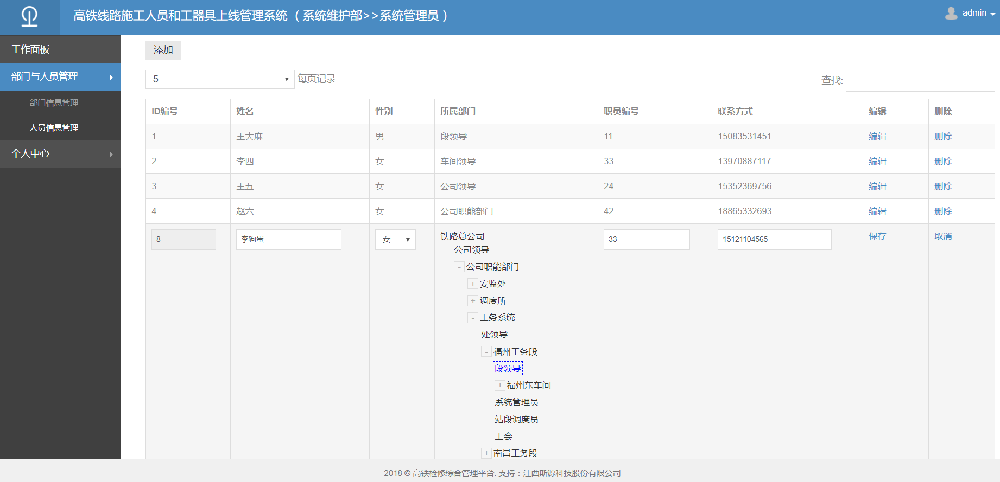 高铁线路施工人员和工器具上线管理系统（系统维护部>>系统管理员）
admin
工作面板
部门与人员管理
部门信息管理
人员信息管理
个人中心
添加
5 每页记录
查找:
ID编号 姓名 性别 所属部门 职员编号 联系方式 编辑 删除
1 王大麻 男 段领导 11 15083531451 编辑 删除
2 李四 女 车间领导 33 13970887117 编辑 删除
3 王五 女 公司领导 24 15352369756 编辑 删除
4 赵六 女 公司职能部门 42 18865332693 编辑 删除
8 李狗蛋 女 铁路总公司 33 15121104565 保存 取消
公司领导
- 公司职能部门
+ 安监处
+ 调度所
- 工务系统
处领导
- 福州工务段
段领导
+ 福州东车间
系统管理员
站段调度员
工会
+ 南昌工务段
2018 © 高铁检修综合管理平台. 支持：江西斯源科技股份有限公司